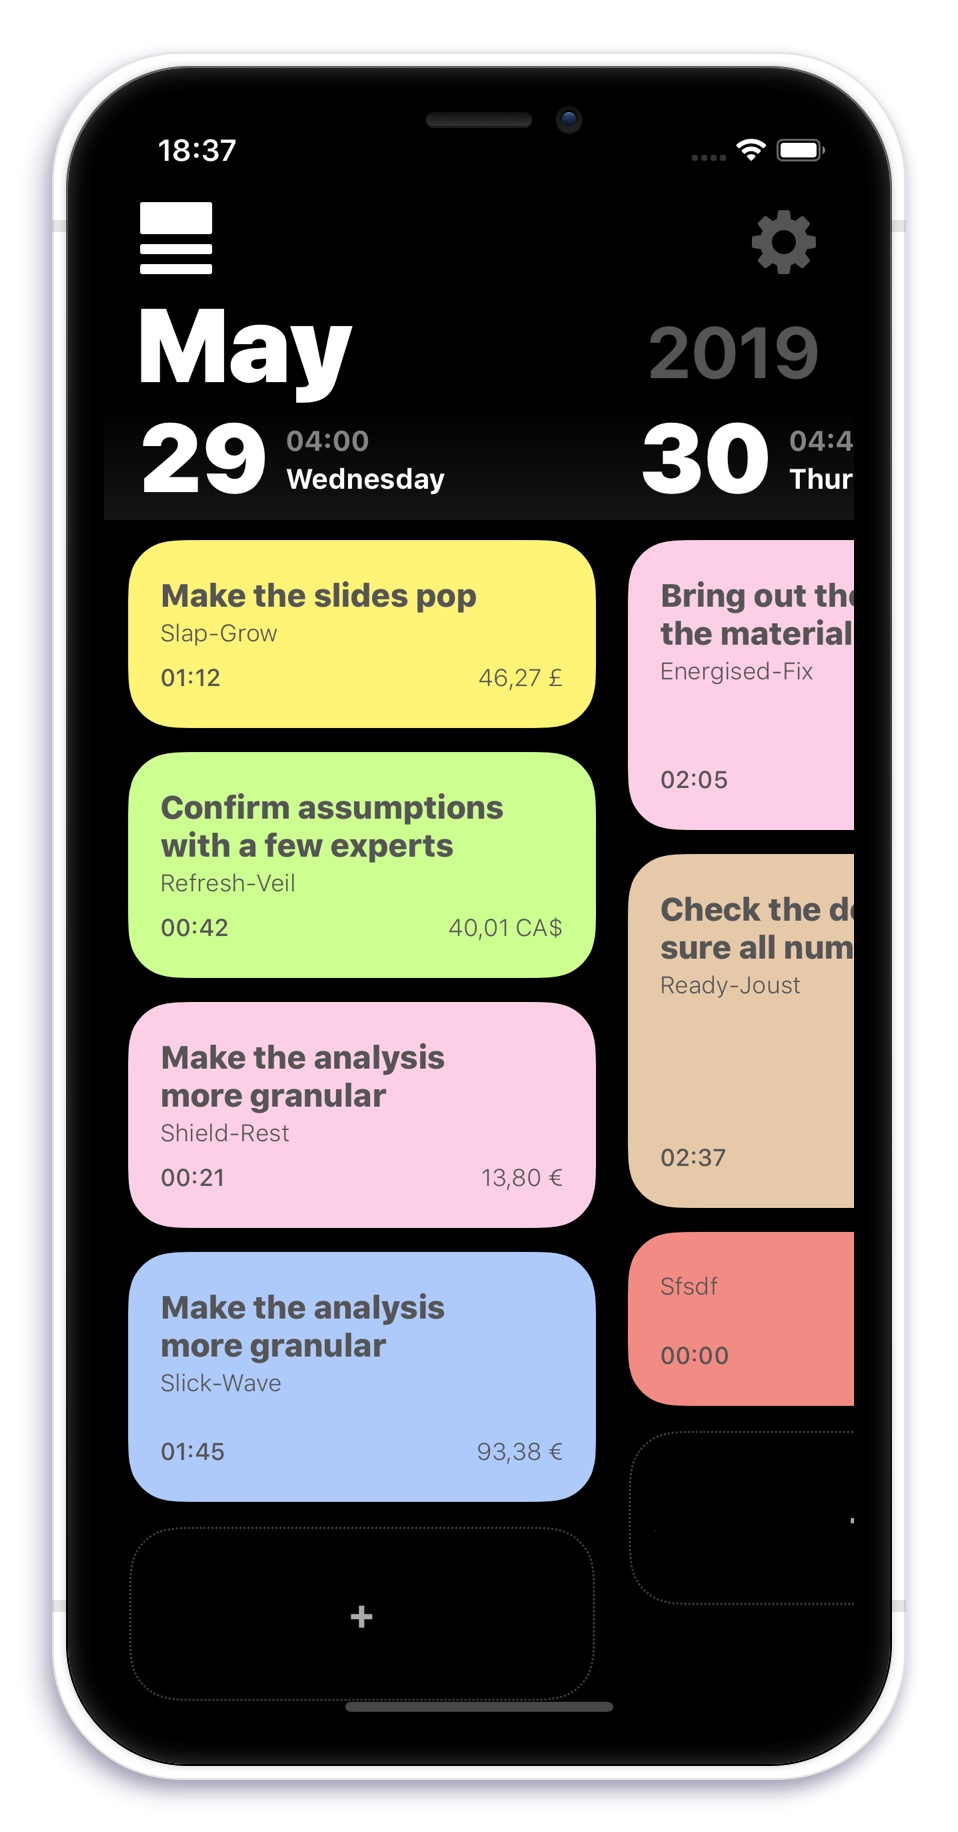 18:37
May
2019
29
04:00
Wednesday
30
04:4
Thur
Make the slides pop
Slap-Grow
01:12
46,27 £
Confirm assumptions
with a few experts
Refresh-Veil
00:42
40,01 CA$
Make the analysis
more granular
Shield-Rest
00:21
13,80 €
Make the analysis
more granular
Slick-Wave
01:45
93,38 €
+
Bring out the
the material
Energised-Fix
02:05
Check the
sure all num
Ready-Joust
02:37
Sfsdf
00:00